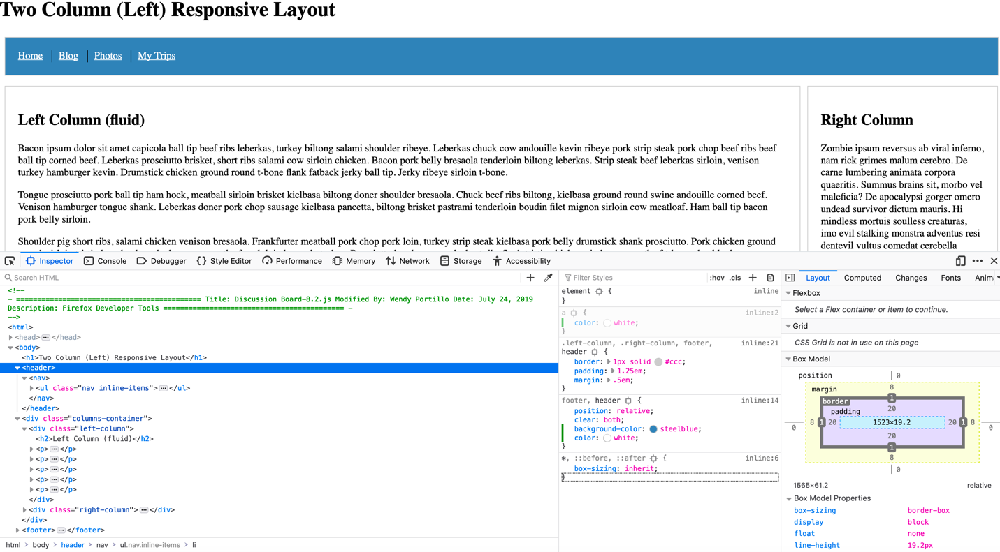 Two Column (Left) Responsive Layout
Home Blog Photos My Trips
Left Column (fluid)
Bacon ipsum dolor sit amet capicola ball tip beef ribs leberkas, turkey biltong salami shoulder ribeye. Leberkas chuck cow andouille kevin ribeye pork strip steak pork chop beef ribs beef
ball tip corned beef. Leberkas prosciutto brisket, short ribs salami cow sirloin chicken. Bacon pork belly bresaola tenderloin biltong leberkas. Strip steak beef leberkas sirloin, venison
turkey hamburger kevin. Drumstick chicken ground round t-bone flank fatback jerky ball tip. Jerky ribeye sirloin t-bone.
Tongue prosciutto pork ball tip ham hock, meatball sirloin brisket kielbasa biltong doner shoulder bresaola. Chuck beef ribs biltong, kielbasa ground round swine andouille corned beef.
Venison hamburger tongue shank. Leberkas doner pork chop sausage kielbasa pancetta, biltong brisket pastrami tenderloin boudin filet mignon sirloin cow meatloaf. Ham ball tip bacon
pork belly sirloin.
Shoulder pig short ribs, salami chicken venison bresaola. Frankfurter meatball pork chop pork loin, turkey strip steak kielbasa pork belly drumstick shank prosciutto. Pork chicken ground
Right Column
Zombie ipsum reversus ab viral inferno,
nam rick grimes malum cerebro. De
carne lumbering animata corpora
quaeritis. Summus brains sit, morbo vel
maleficia? De apocalypsi gorger omero
undead survivor dictum mauris. Hi
mindless mortuis soulless creaturas,
imo evil stalking monstra adventus resi
dentevil vultus comedat cerebella
Inspector Console Debugger {} Style Editor Performance Memory Network Storage Accessibility
Search HTML
<!--
- ========================================== Title: Discussion Board-8.2.js Modified By: Wendy Portillo Date: July 24, 2019
Description: Firefox Developer Tools ========================================= -
-->
<html>
<head> </head>
<body>
<h1>Two Column (Left) Responsive Layout</h1>
<header>
<nav>
<ul class="nav inline-items"> </ul>
</nav>
</header>
<div class="columns-container">
<div class="left-column">
<h2>Left Column (fluid)</h2>
<p> </p>
<p> </p>
<p> </p>
<p> </p>
<p> </p>
</div>
<div class="right-column"> </div>
</div>
<footer> </footer>
html > body > header > nav > ul.nav.inline-items > li
Filter Styles :hov .cls +
element { inline
}
a { inline:2
color: white;
}
.left-column, .right-column, footer, inline:21
header {
border: 1px solid #ccc;
padding: 1.25em;
margin: .5em;
}
footer, header { inline:14
position: relative;
clear: both;
background-color: steelblue;
color: white;
}
*, ::before, ::after { inline:6
box-sizing: inherit;
}
Layout Computed Changes Fonts Anima
Flexbox
Select a Flex container or item to continue.
Grid
CSS Grid is not in use on this page
Box Model
position 0
margin 8
border 1
padding 20
0 8 1 20 1523×19.2 20 1 8 0
20
1
8
0
1565×61.2 relative
Box Model Properties
box-sizing border-box
display block
float none
line-height 19.2px